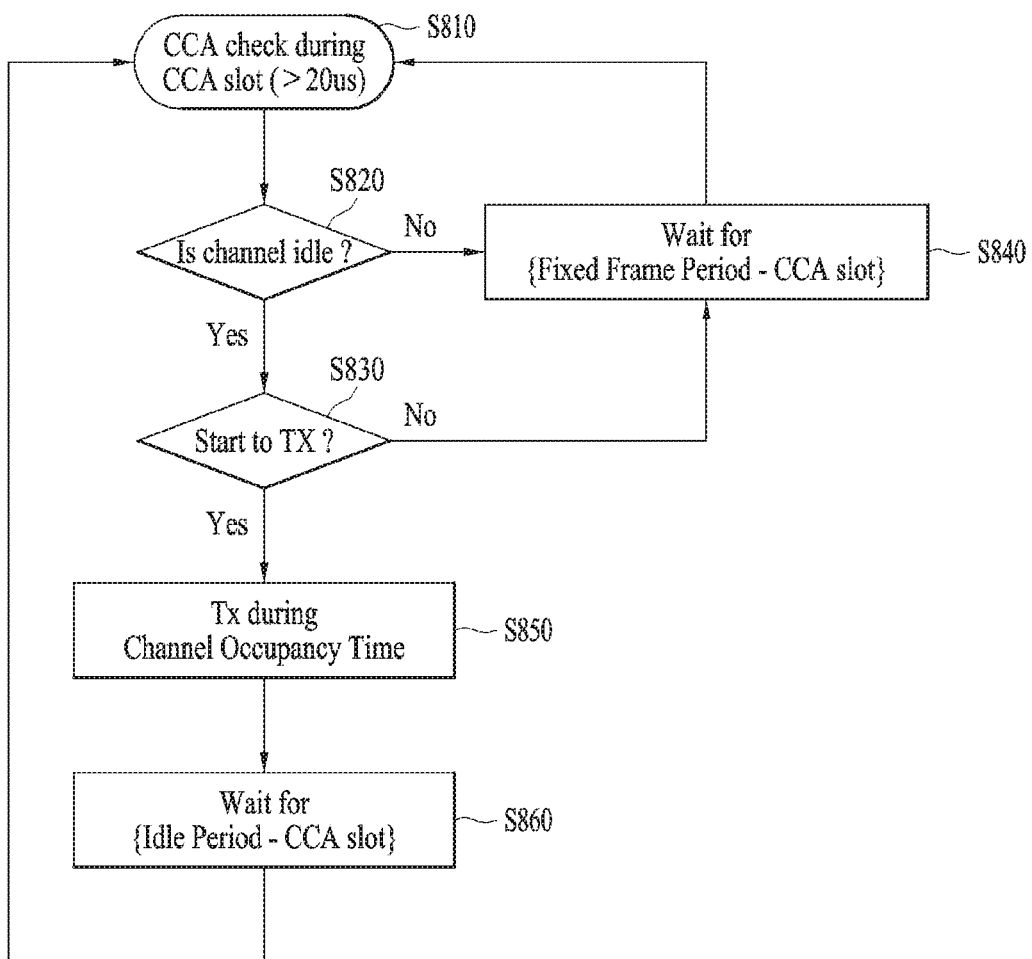 CCA check during
CCA slot (> 20us)
S810
S820
Is channel idle ?
No
Wait for
{Fixed Frame Period - CCA slot}
S840
Yes
S830
Start to TX ?
No
Yes
Tx during
Channel Occupancy Time
S850
Wait for
{Idle Period - CCA slot}
S860